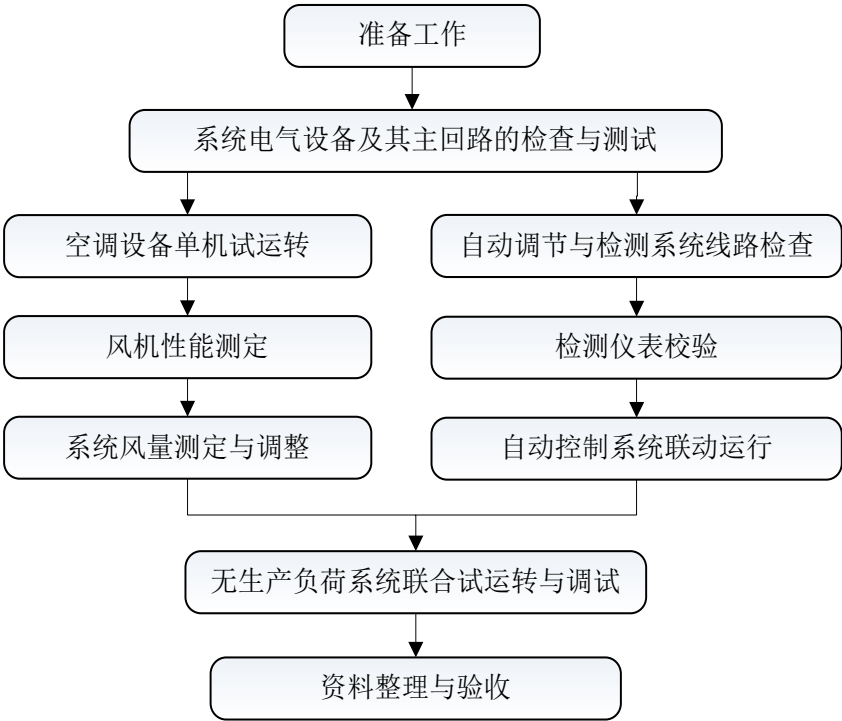 准备工作
系统电气设备及其主回路的检查与测试
空调设备单机试运转
自动调节与检测系统线路检查
风机性能测定
检测仪表校验
系统风量测定与调整
自动控制系统联动运行
无生产负荷系统联合试运转与调试
资料整理与验收